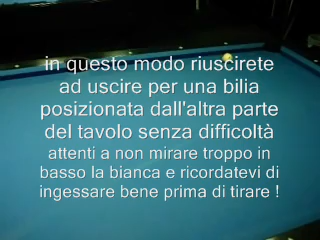 in questo modo riuscirete
ad uscire per una bilia
posizionata dall'altra parte
del tavolo senza difficoltà
attenti a non mirare troppo in
basso la bianca e ricordatevi di
ingessare bene prima di tirare !